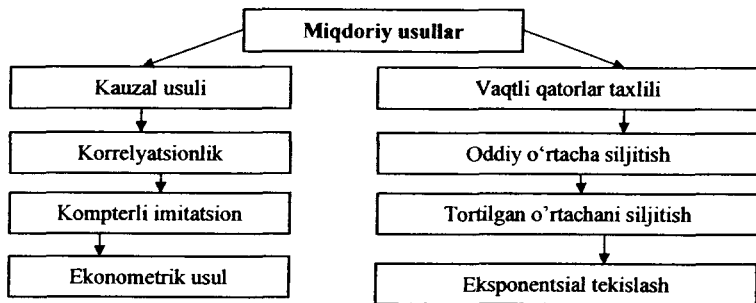 Miqdoriy usullar
Kauzal usuli
Vaqtli qatorlar taxlili
Korrelyatsionlik
Oddiy o‘rtacha siljitish
Kompterli imitatsion
Tortilgan o’rtachani siljitish
Ekonometrik usul
Eksponentsial tekislash